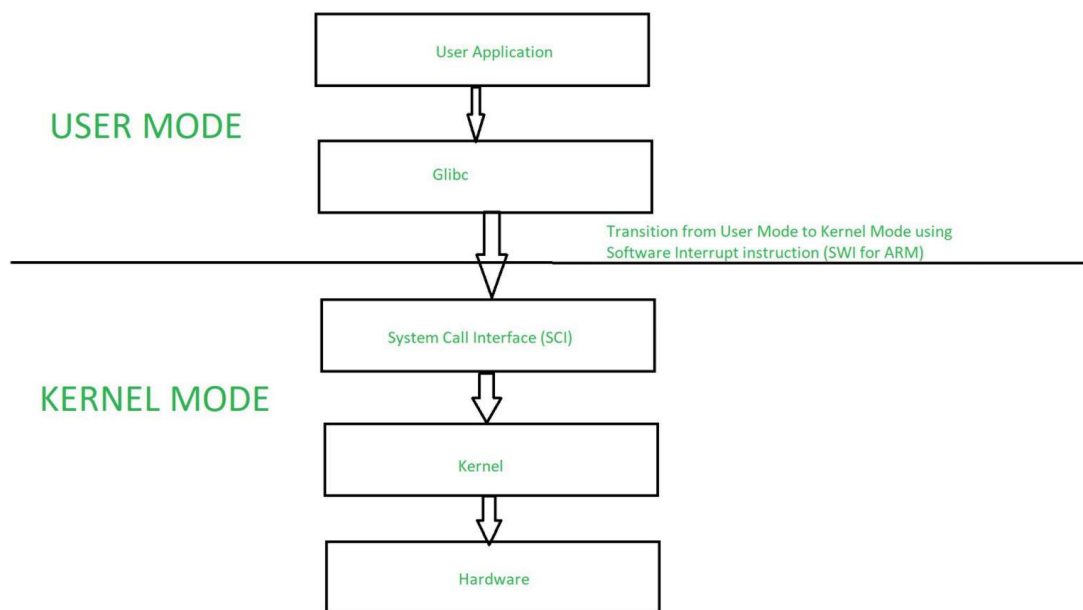 User Application
USER MODE
Glibc
Transition from User Mode to Kernel Mode using
Software Interrupt instruction (SWI for ARM)
System Call Interface (SCI)
KERNEL MODE
Kernel
Hardware